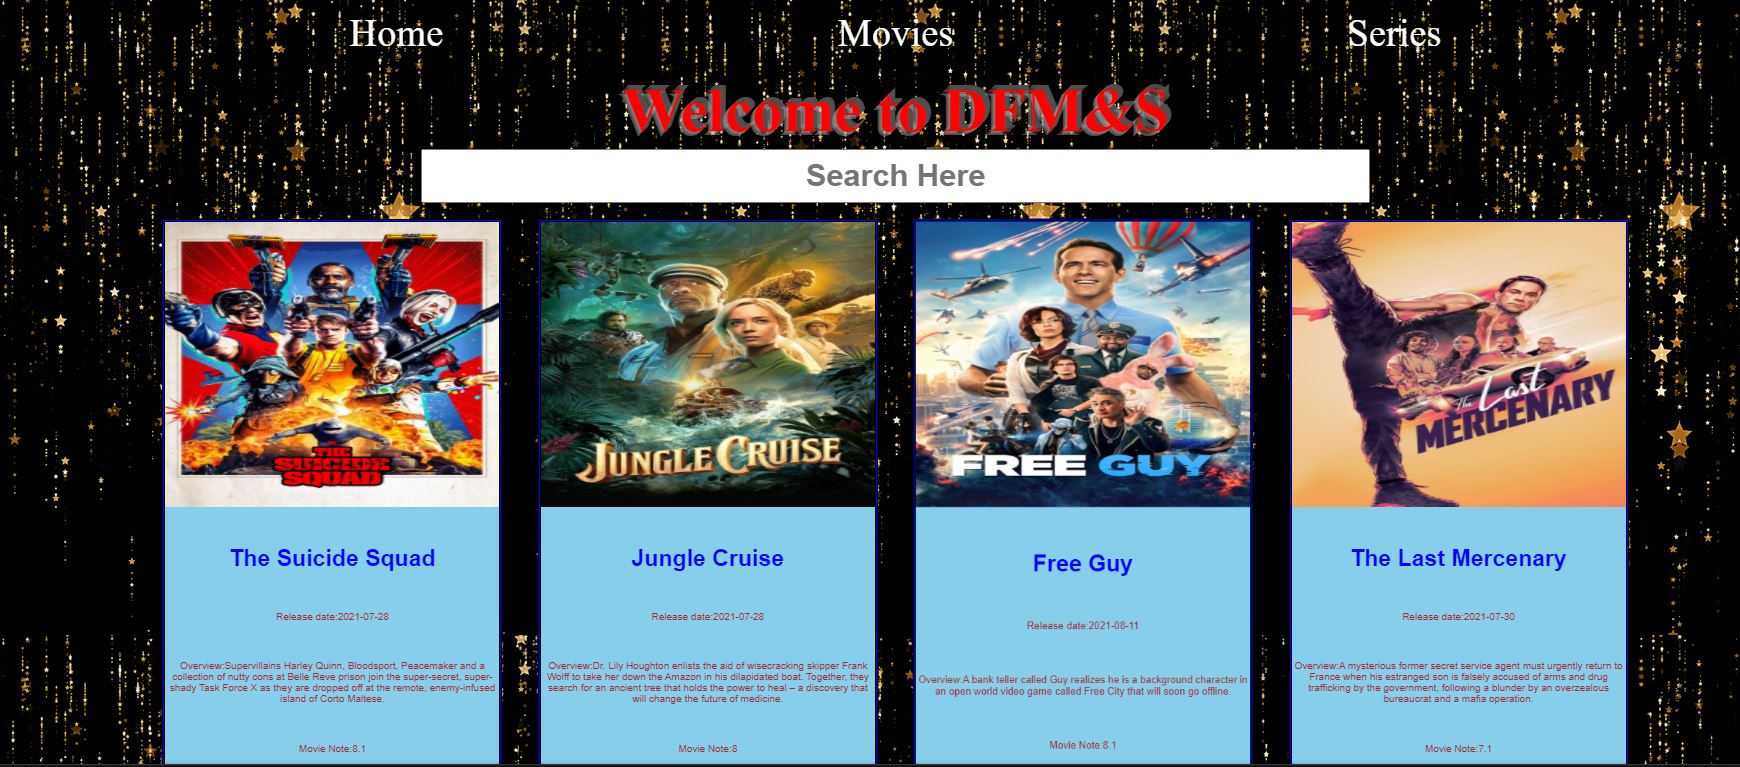 Home
Movies
Series
Welcome to DFM&S
Search Here
THE
SUICIDE
SQUAD
The Suicide Squad
Release date:2021-07-28
Overview:Supervillains Harley Quinn, Bloodsport, Peacemaker and a
collection of nutty cons at Belle Reve prison join the super-secret, super-
shady Task Force X as they are dropped off at the remote, enemy-infused
island of Corto Maltese.
Movie Note:8.1
JUNGLE CRUISE
Jungle Cruise
Release date:2021-07-28
Overview:Dr. Lily Houghton enlists the aid of wisecracking skipper Frank
Wolff to take her down the Amazon in his dilapidated boat. Together, they
search for an ancient tree that holds the power to heal – a discovery that
will change the future of medicine.
Movie Note:8
FREE GUY
Free Guy
Release date:2021-08-11
Overview:A bank teller called Guy realizes he is a background character in
an open world video game called Free City that will soon go offline.
Movie Note:8.1
The Last
MERCENARY
The Last Mercenary
Release date:2021-07-30
Overview:A mysterious former secret service agent must urgently return to
France when his estranged son is falsely accused of arms and drug
trafficking by the government, following a blunder by an overzealous
bureaucrat and a mafia operation.
Movie Note:7.1